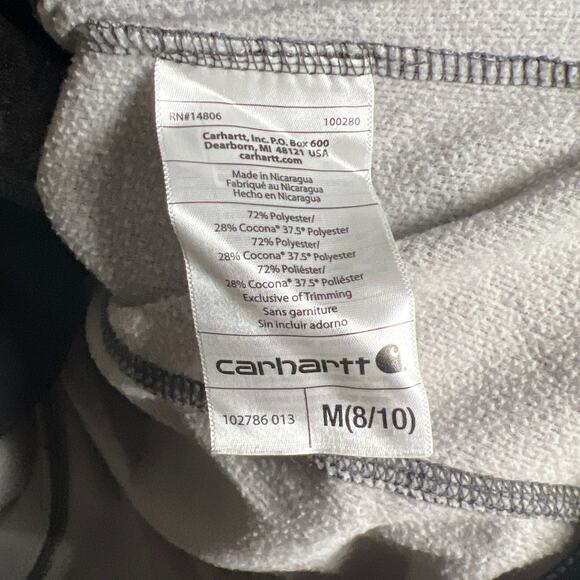 RN#14806 100280
Carhartt, Inc. P.O. Box 600
Dearborn, MI 48121 USA
carhartt.com
Made in Nicaragua
Fabriqué au Nicaragua
Hecho en Nicaragua
72% Polyester/
28% Cocona® 37.5® Polyester
72% Polyester/
28% Cocona® 37.5® Polyester
72% Poliéster/
28% Cocona® 37.5® Poliéster
Exclusive of Trimming
Sans garniture
Sin incluir adorno
carhartt
102786 013 M(8/10)